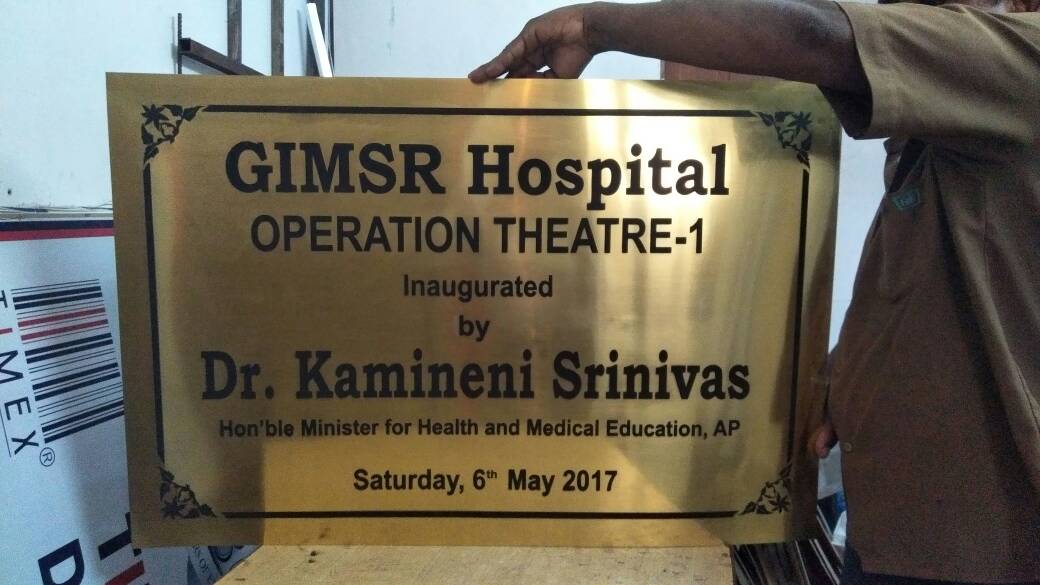 GIMSR Hospital
OPERATION THEATRE-1
Inaugurated
by
Dr. Kamineni Srinivas
Hon'ble Minister for Health and Medical Education, AP
Saturday, 6th May 2017
TIMEX®